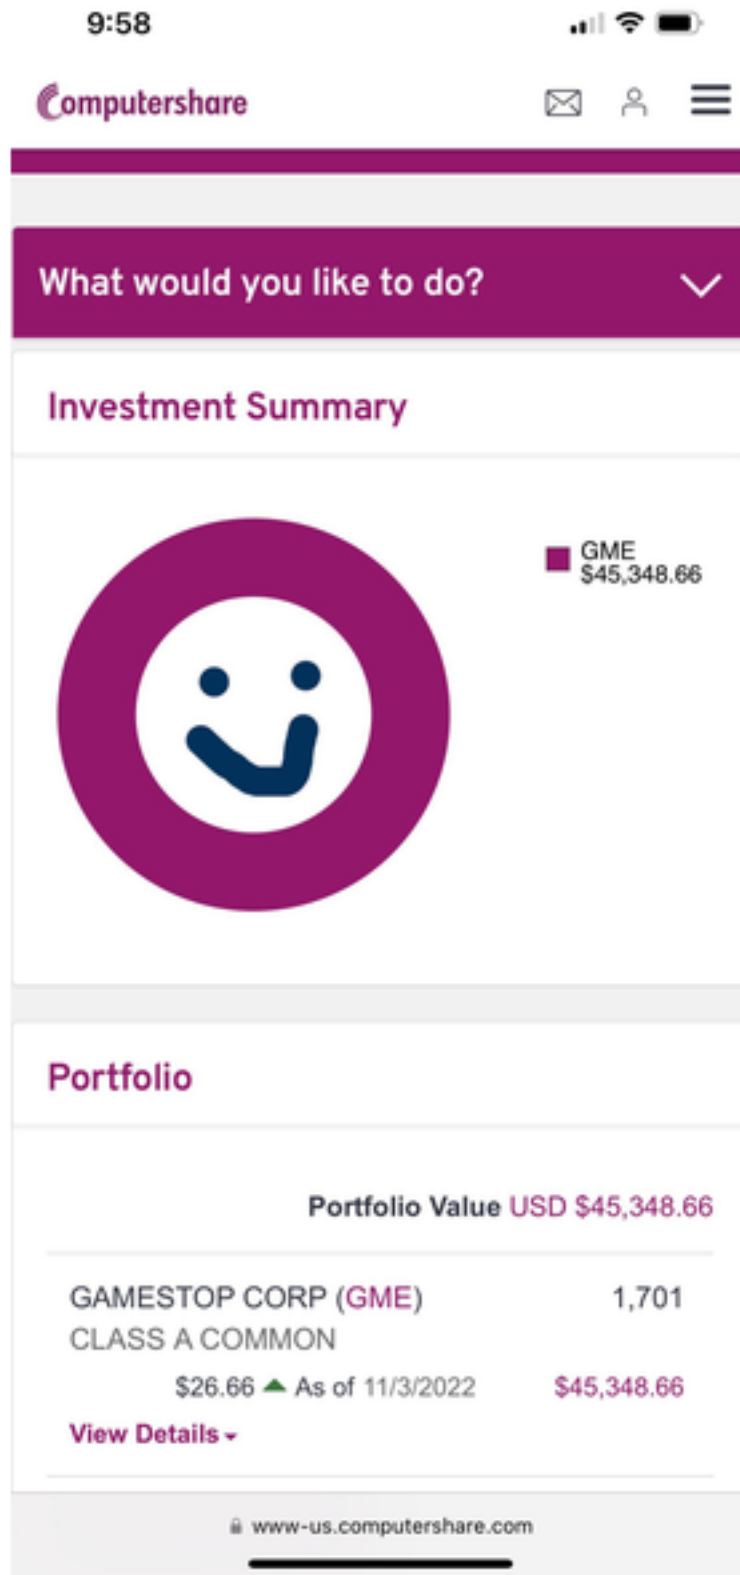 9:58
Computershare
What would you like to do?
Investment Summary
GME
$45,348.66
Portfolio
Portfolio Value USD $45,348.66
GAMESTOP CORP (GME) 1,701
CLASS A COMMON
$26.66 As of 11/3/2022 $45,348.66
View Details
www-us.computershare.com